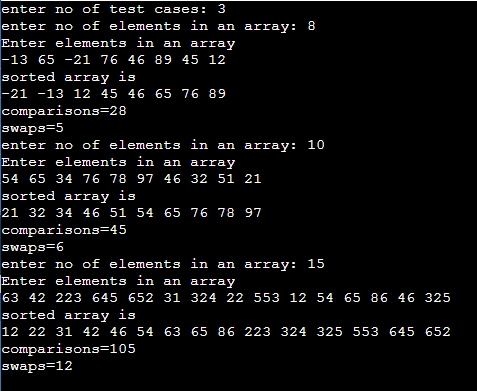 enter no of test cases: 3
enter no of elements in an array: 8
Enter elements in an array
-13 65 -21 76 46 89 45 12
sorted array is
-21 -13 12 45 46 65 76 89
comparisons=28
swaps=5
enter no of elements in an array: 10
Enter elements in an array
54 65 34 76 78 97 46 32 51 21
sorted array is
21 32 34 46 51 54 65 76 78 97
comparisons=45
swaps=6
enter no of elements in an array: 15
Enter elements in an array
63 42 223 645 652 31 324 22 553 12 54 65 86 46 325
sorted array is
12 22 31 42 46 54 63 65 86 223 324 325 553 645 652
comparisons=105
swaps=12